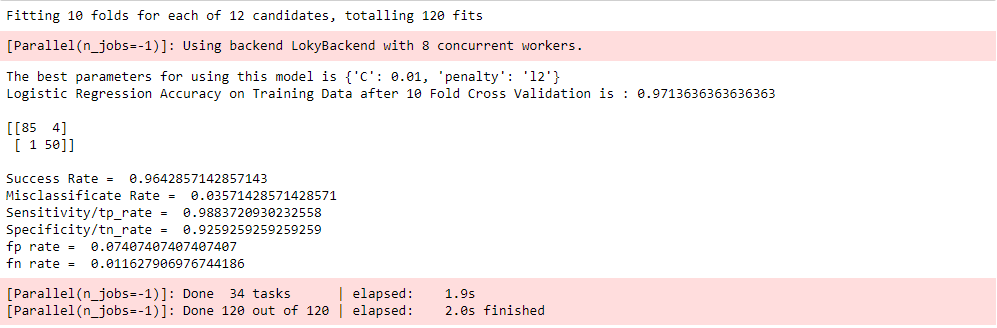 Fitting 10 folds for each of 12 candidates, totalling 120 fits
[Parallel(n_jobs=-1)]: Using backend LokyBackend with 8 concurrent workers.
The best parameters for using this model is {'C': 0.01, 'penalty': 'l2'}
Logistic Regression Accuracy on Training Data after 10 Fold Cross Validation is : 0.9713636363636363
[[85  4]
 [ 1 50]]
Success Rate =  0.9642857142857143
Misclassificate Rate =  0.03571428571428571
Sensitivity/tp_rate =  0.9883720930232558
Specificity/tn_rate =  0.9259259259259259
fp rate =  0.07407407407407407
fn rate =  0.011627906976744186
[Parallel(n_jobs=-1)]: Done  34 tasks      | elapsed:    1.9s
[Parallel(n_jobs=-1)]: Done 120 out of 120 | elapsed:    2.0s finished